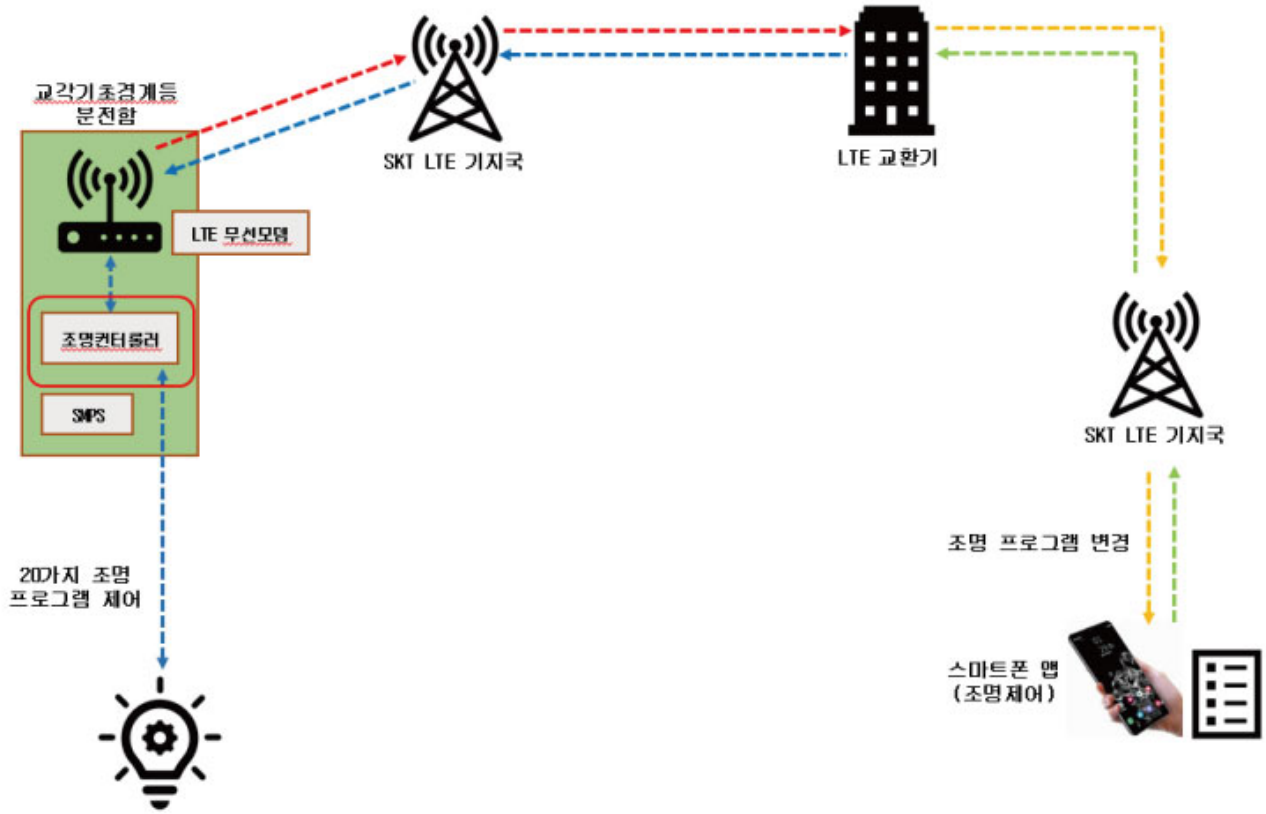 교각기초경계등
분전함
SKT LTE 기지국
LTE 교환기
LTE 무선모뎀
조명컨터롤러
SMPS
SKT LTE 기지국
조명 프로그램 변경
20가지 조명
프로그램 제어
스마트폰 앱
(조명제어)